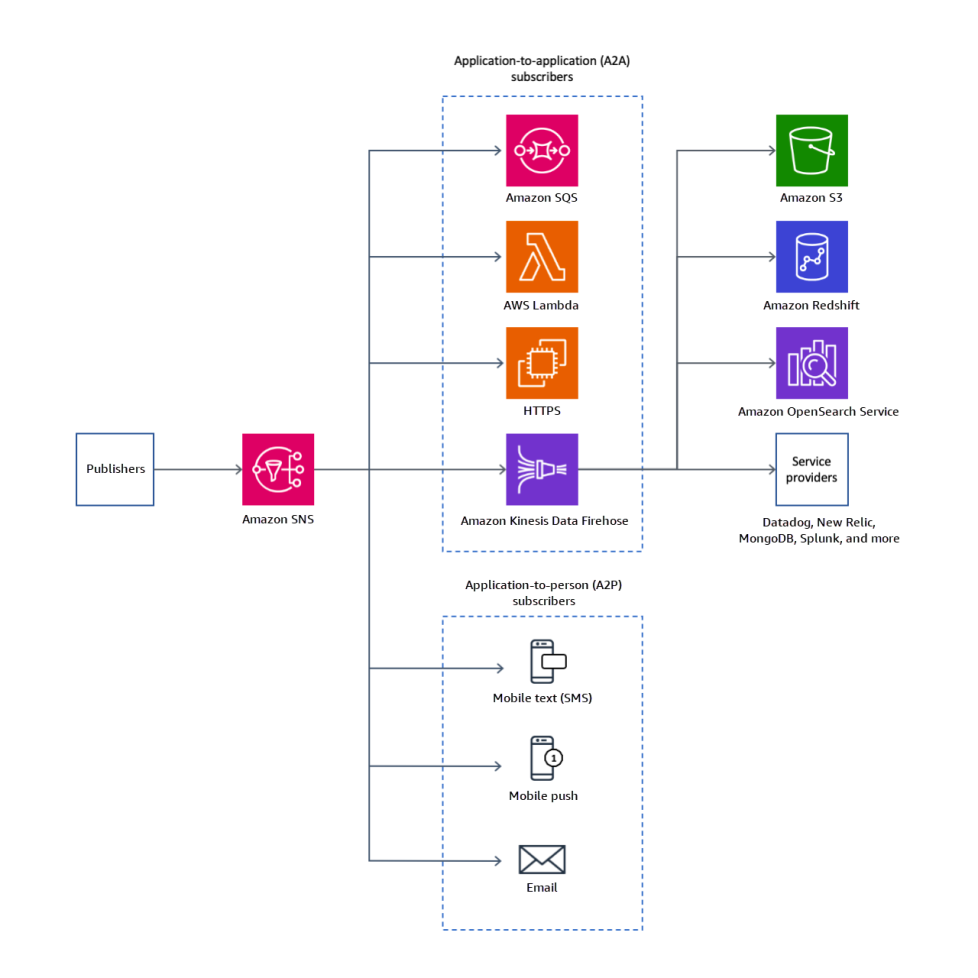 Application-to-application (A2A)
subscribers
Amazon SQS
Amazon S3
AWS Lambda
Amazon Redshift
HTTPS
Amazon OpenSearch Service
Publishers
Amazon SNS
Amazon Kinesis Data Firehose
Service
providers
Datadog, New Relic,
MongoDB, Splunk, and more
Application-to-person (A2P)
subscribers
Mobile text (SMS)
1
Mobile push
Email